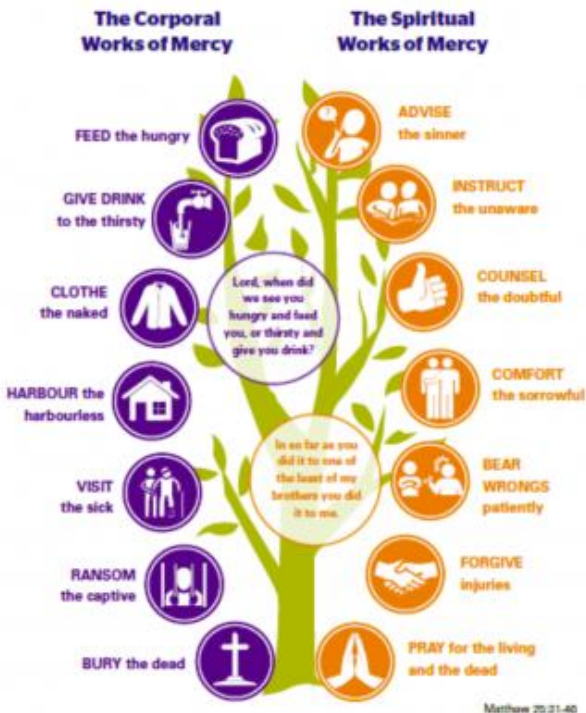 The Corporal
Works of Mercy
FEED the hungry
GIVE DRINK
to the thirsty
CLOTHE
the naked
HARBOUR the
harbourless
VISIT
the sick
RANSOM
the captive
BURY the dead
Lord, when did
we see you
hungry and feed
you, or thirsty and
give you drink?
In so far as you
did it to one of
the least of my
brothers you did
it to me.
The Spiritual
Works of Mercy
ADVISE
the sinner
INSTRUCT
the unaware
COUNSEL
the doubtful
COMFORT
the sorrowful
BEAR
WRONGS
patiently
FORGIVE
injuries
PRAY for the living
and the dead
Matthew